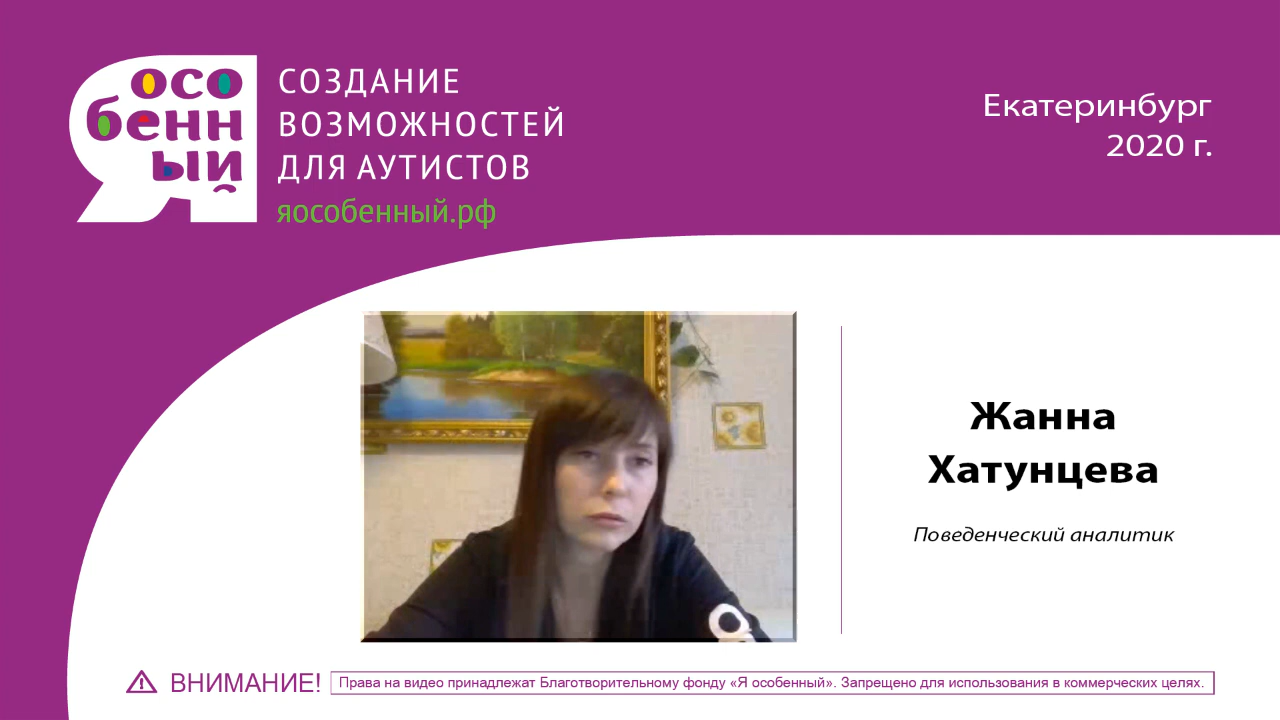 осо
бенн
ый
Я
СОЗДАНИЕ
ВОЗМОЖНОСТЕЙ
ДЛЯ АУТИСТОВ
яособенный.рф
Екатеринбург
2020 г.
Жанна
Хатунцева
Поведенческий аналитик
ВНИМАНИЕ!
Права на видео принадлежат Благотворительному фонду «Я особенный». Запрещено для использования в коммерческих целях.